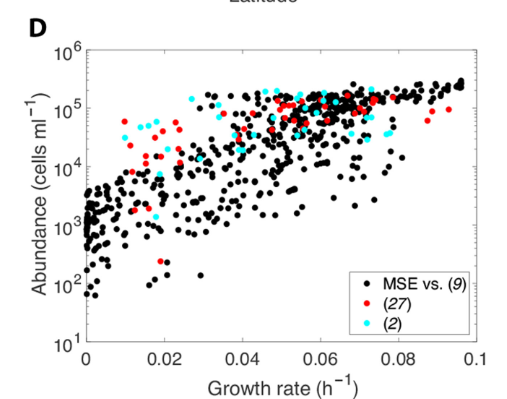 Latitude
D
10^6
10^5
10^4
10^3
10^2
10^1
Abundance (cells ml^−1)
MSE vs. (9)
(27)
(2)
0 0.02 0.04 0.06 0.08 0.1
Growth rate (h^−1)